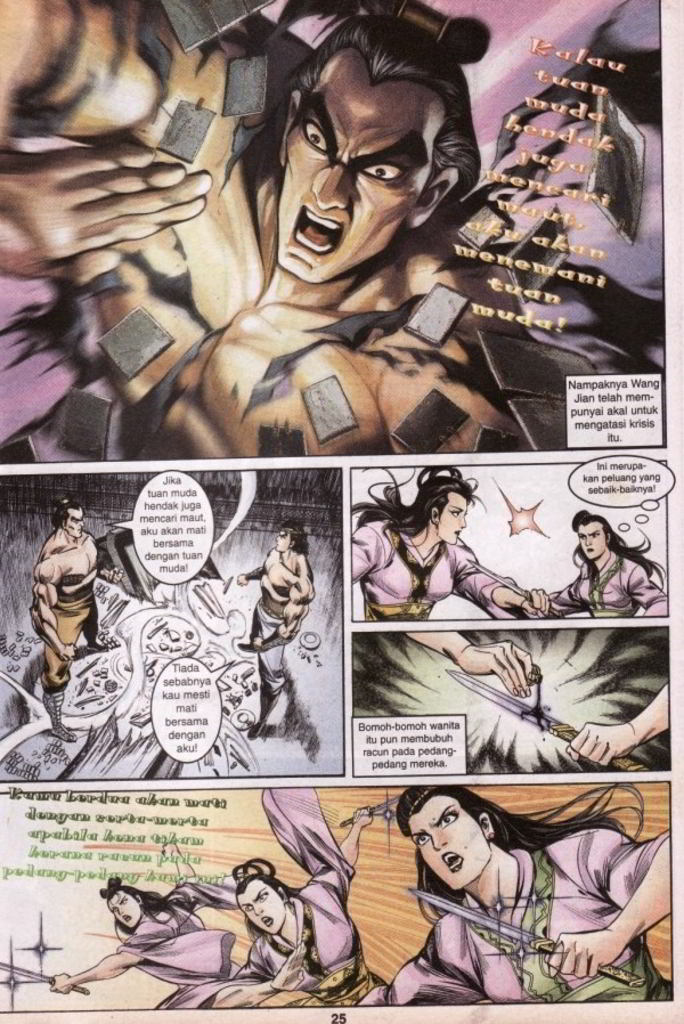 Kalau
tuan
muda
hendak
juga
mencari
maut,
aku akan
menemani
tuan
muda!
Nampaknya Wang
Jian telah mem-
punyai akal untuk
mengatasi krisis
itu.
Jika
tuan muda
hendak juga
mencari maut,
aku akan mati
bersama
dengan tuan
muda!
Tiada
sebabnya
kau mesti
mati
bersama
dengan
aku!
Ini merupa-
kan peluang yang
sebaik-baiknya!
Bomoh-bomoh wanita
itu pun membubuh
racun pada pedang-
pedang mereka.
Kamu berdua akan mati
dengan serta-merta
apabila kena tikam
kerana racun pada
pedang-pedang kami ini!
25